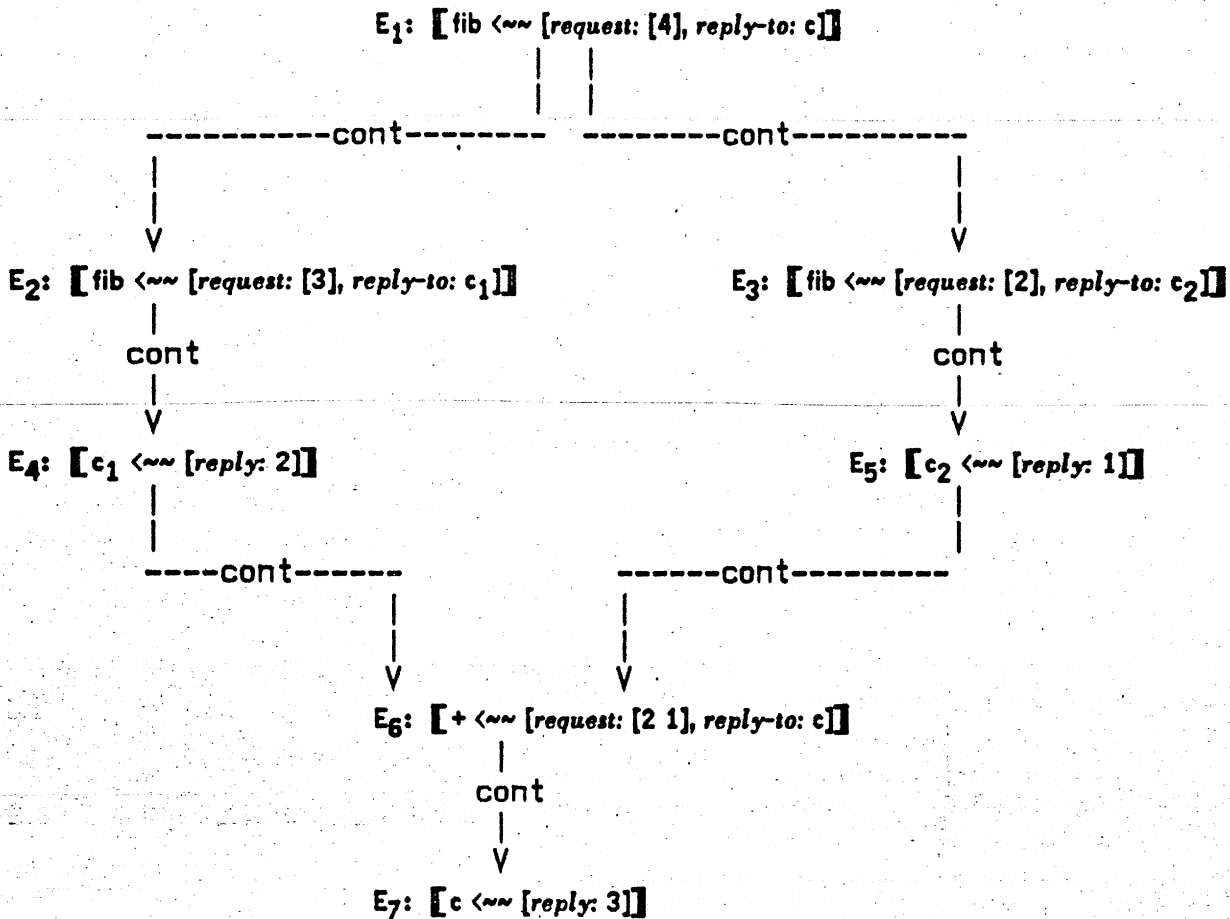 E₁: ⟦fib <~~ [request: [4], reply-to: c]⟧
cont cont
E₂: ⟦fib <~~ [request: [3], reply-to: c₁]⟧ E₃: ⟦fib <~~ [request: [2], reply-to: c₂]⟧
cont cont
E₄: ⟦c₁ <~~ [reply: 2]⟧ E₅: ⟦c₂ <~~ [reply: 1]⟧
cont cont
E₆: ⟦+ <~~ [request: [2 1], reply-to: c]⟧
cont
E₇: ⟦c <~~ [reply: 3]⟧